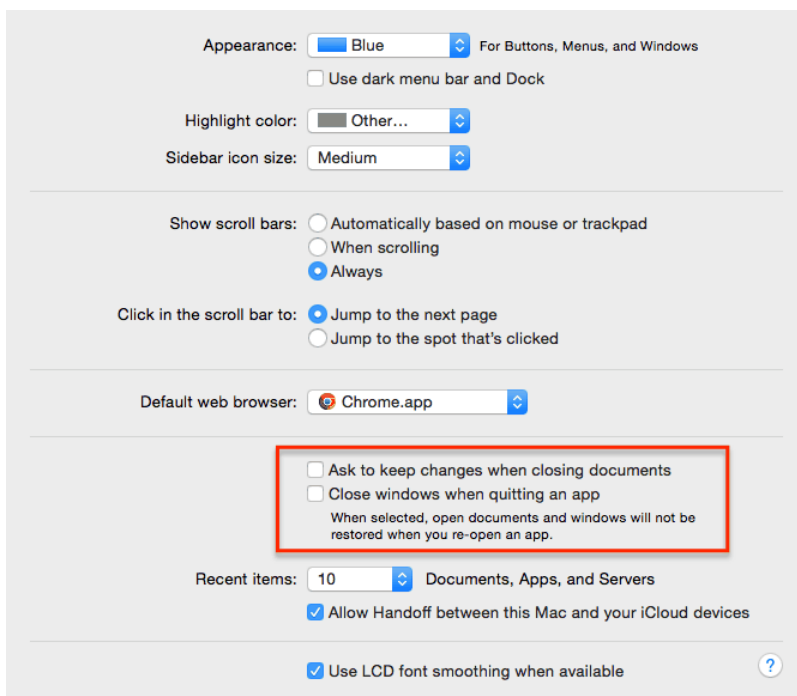 Appearance: Blue For Buttons, Menus, and Windows
Use dark menu bar and Dock
Highlight color: Other...
Sidebar icon size: Medium
Show scroll bars: Automatically based on mouse or trackpad
When scrolling
Always
Click in the scroll bar to: Jump to the next page
Jump to the spot that's clicked
Default web browser: Chrome.app
Ask to keep changes when closing documents
Close windows when quitting an app
When selected, open documents and windows will not be
restored when you re-open an app.
Recent items: 10 Documents, Apps, and Servers
Allow Handoff between this Mac and your iCloud devices
Use LCD font smoothing when available ?